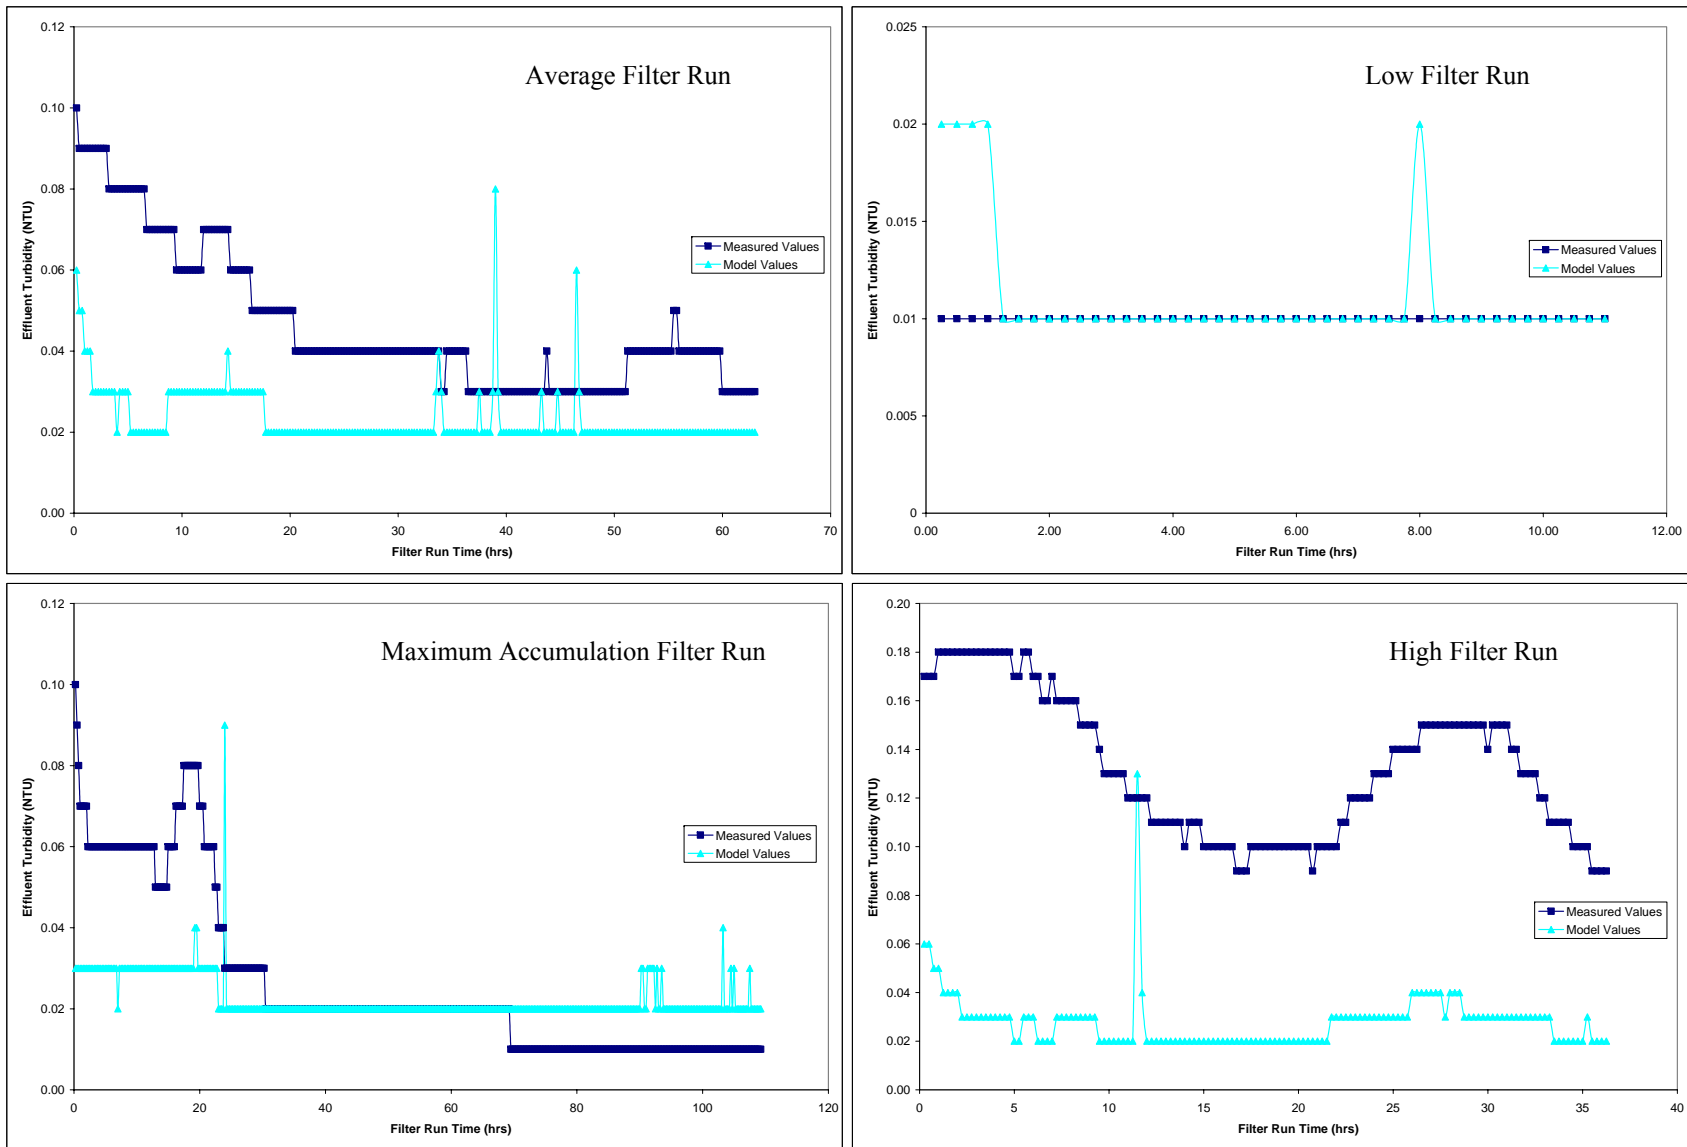 Average Filter Run
0.12
0.10
0.08
0.06
0.04
0.02
0.00
Effluent Turbidity (NTU)
0 10 20 30 40 50 60 70
Filter Run Time (hrs)
Measured Values
Model Values
Low Filter Run
0.025
0.02
0.015
0.01
0.005
0
Effluent Turbidity (NTU)
0.00 2.00 4.00 6.00 8.00 10.00 12.00
Filter Run Time (hrs)
Measured Values
Model Values
Maximum Accumulation Filter Run
0.12
0.10
0.08
0.06
0.04
0.02
0.00
Effluent Turbidity (NTU)
0 20 40 60 80 100 120
Filter Run Time (hrs)
Measured Values
Model Values
High Filter Run
0.20
0.18
0.16
0.14
0.12
0.10
0.08
0.06
0.04
0.02
0.00
Effluent Turbidity (NTU)
0 5 10 15 20 25 30 35 40
Filter Run Time (hrs)
Measured Values
Model Values